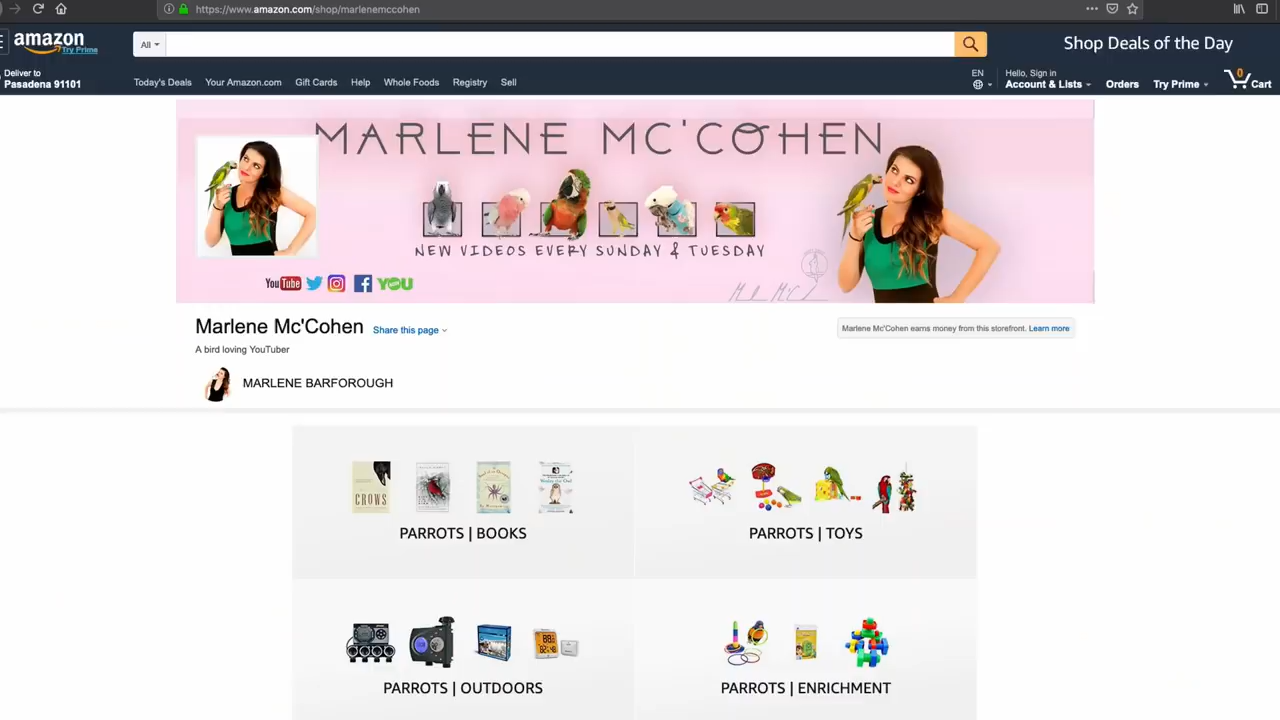 https://www.amazon.com/shop/marlenemccohen
amazon
Try Prime
All
Shop Deals of the Day
Deliver to
Pasadena 91101
Today's Deals Your Amazon.com Gift Cards Help Whole Foods Registry Sell
EN
Hello, Sign in
Account & Lists Orders Try Prime 0 Cart
MARLENE MC'COHEN
NEW VIDEOS EVERY SUNDAY & TUESDAY
YouTube YOU
Marlene Mc'Cohen Share this page
Marlene Mc'Cohen earns money from this storefront. Learn more
A bird loving YouTuber
MARLENE BARFOROUGH
CROWS
PARROTS | BOOKS
PARROTS | TOYS
PARROTS | OUTDOORS
PARROTS | ENRICHMENT